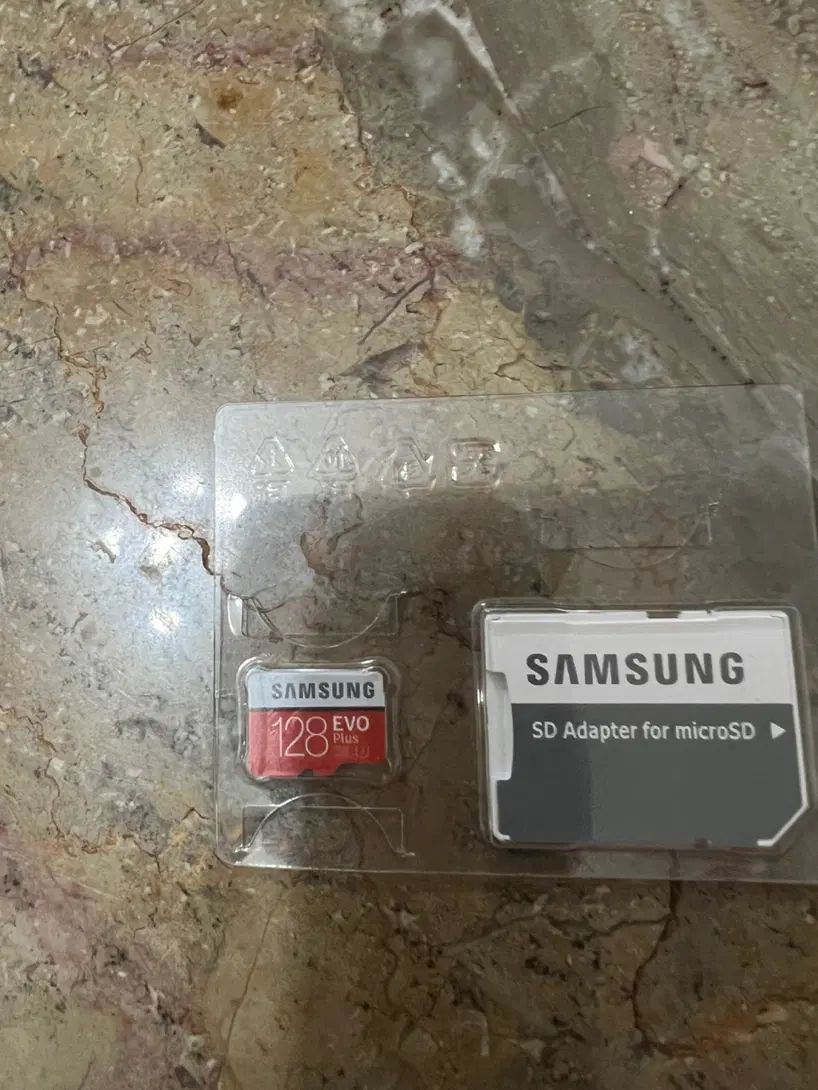 SAMSUNG
128 EVO
Plus
SAMSUNG
SD Adapter for microSD